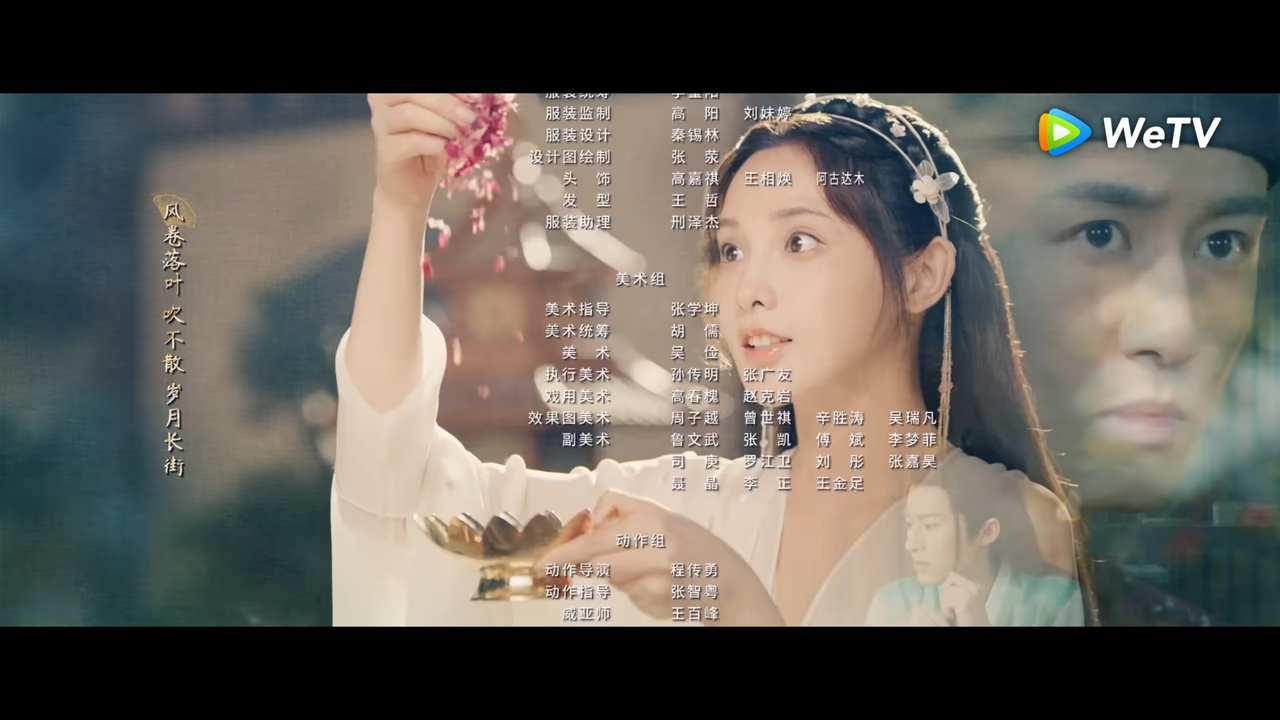 WeTV
风卷落叶 吹不散 岁月长街
服装监制 高 阳 刘妹婷
服装设计 秦锡林
设计图绘制 张 荥
头 饰 高嘉祺 王相焕 阿古达木
发 型 王 哲
服装助理 刑泽杰
美术组
美术指导 张学坤
美术统筹 胡 儒
美 术 吴 俭
执行美术 孙传明 张广友
戏用美术 高春槐 赵克岩
效果图美术 周子越 曾世祺 辛胜涛 吴瑞凡
副美术 鲁文武 张 凯 傅 斌 李梦菲
司 庚 罗江卫 刘 彤 张嘉昊
聂 晶 李 正 王金足
动作组
动作导演 程传勇
动作指导 张智粤
威亚师 王百峰